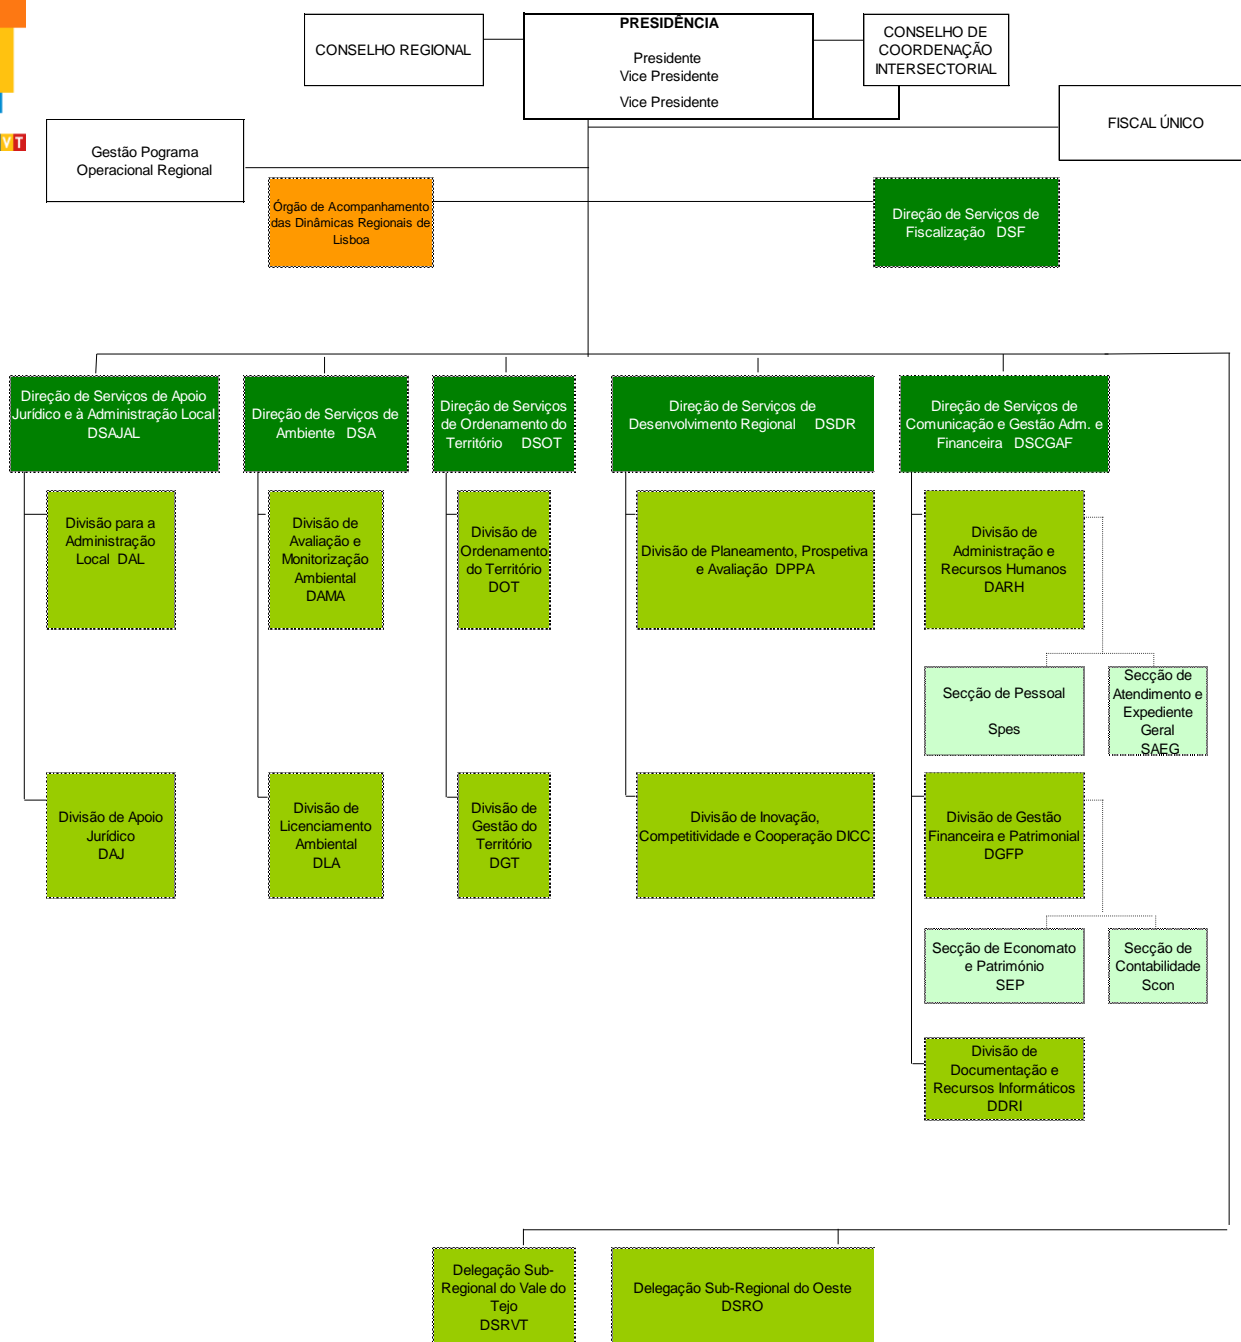 PRESIDÊNCIA
Presidente
Vice Presidente
Vice Presidente
CONSELHO REGIONAL
CONSELHO DE
COORDENAÇÃO
INTERSECTORIAL
FISCAL ÚNICO
VT
Gestão Pograma
Operacional Regional
Órgão de Acompanhamento
das Dinâmicas Regionais de
Lisboa
Direção de Serviços de
Fiscalização DSF
Direção de Serviços de Apoio
Jurídico e à Administração Local
DSAJAL
Direção de Serviços de
Ambiente DSA
Direção de Serviços
de Ordenamento do
Território DSOT
Direção de Serviços de
Desenvolvimento Regional DSDR
Direção de Serviços de
Comunicação e Gestão Adm. e
Financeira DSCGAF
Divisão para a
Administração
Local DAL
Divisão de
Avaliação e
Monitorização
Ambiental
DAMA
Divisão de
Ordenamento
do Território
DOT
Divisão de Planeamento, Prospetiva
e Avaliação DPPA
Divisão de
Administração e
Recursos Humanos
DARH
Secção de Pessoal
Spes
Secção de
Atendimento e
Expediente
Geral
SAEG
Divisão de Apoio
Jurídico
DAJ
Divisão de
Licenciamento
Ambiental
DLA
Divisão de
Gestão do
Território
DGT
Divisão de Inovação,
Competitividade e Cooperação DICC
Divisão de Gestão
Financeira e Patrimonial
DGFP
Secção de Economato
e Património
SEP
Secção de
Contabilidade
Scon
Divisão de
Documentação e
Recursos Informáticos
DDRI
Delegação Sub-
Regional do Vale do
Tejo
DSRVT
Delegação Sub-Regional do Oeste
DSRO